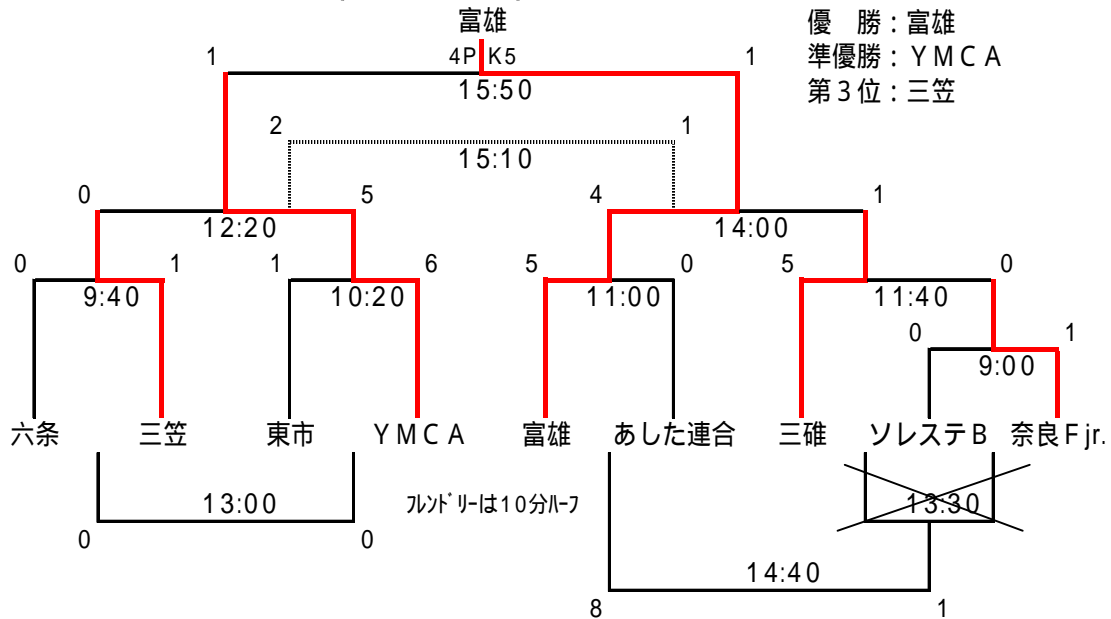 富雄
優　勝：富雄
準優勝：ＹＭＣＡ
第３位：三笠
1 4P K5 1
15:50
2 1
15:10
0 5 4 1
12:20 14:00
0 1 1 6 5 0 5 0
9:40 10:20 11:00 11:40
0 1
9:00
六条 三笠 東市 ＹＭＣＡ 富雄 あした連合 三碓 ソレステＢ 奈良Ｆjr.
13:00 ﾌﾚﾝﾄﾞﾘｰは10分ﾊｰﾌ 13:30
0 0
14:40
8 1